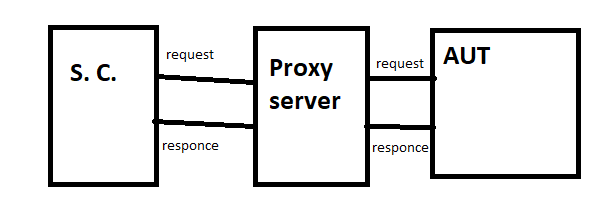 S. C.
request
responce
Proxy
server
request
responce
AUT